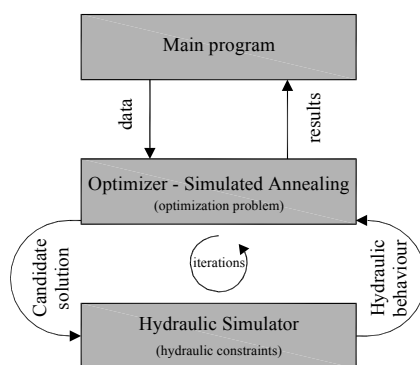 Main program
data
results
Optimizer - Simulated Annealing
(optimization problem)
Candidate
solution
iterations
Hydraulic
behaviour
Hydraulic Simulator
(hydraulic constraints)